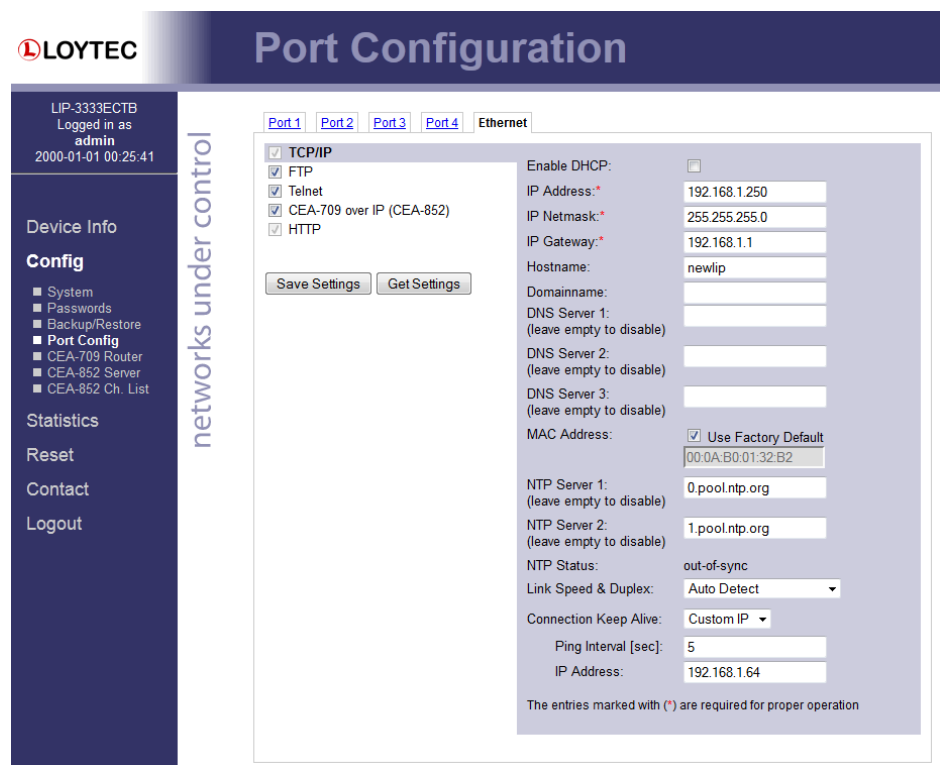 LOYTEC
Port Configuration
LIP-3333ECTB
Logged in as
admin
2000-01-01 00:25:41
Device Info
Config
System
Passwords
Backup/Restore
Port Config
CEA-709 Router
CEA-852 Server
CEA-852 Ch. List
Statistics
Reset
Contact
Logout
networks under control
Port 1 Port 2 Port 3 Port 4 Ethernet
TCP/IP
FTP
Telnet
CEA-709 over IP (CEA-852)
HTTP
Save Settings Get Settings
Enable DHCP:
IP Address:* 192.168.1.250
IP Netmask:* 255.255.255.0
IP Gateway:* 192.168.1.1
Hostname: newlip
Domainname:
DNS Server 1:
(leave empty to disable)
DNS Server 2:
(leave empty to disable)
DNS Server 3:
(leave empty to disable)
MAC Address: Use Factory Default
00:0A:B0:01:32:B2
NTP Server 1: 0.pool.ntp.org
(leave empty to disable)
NTP Server 2: 1.pool.ntp.org
(leave empty to disable)
NTP Status: out-of-sync
Link Speed & Duplex: Auto Detect
Connection Keep Alive: Custom IP
Ping Interval [sec]: 5
IP Address: 192.168.1.64
The entries marked with (*) are required for proper operation